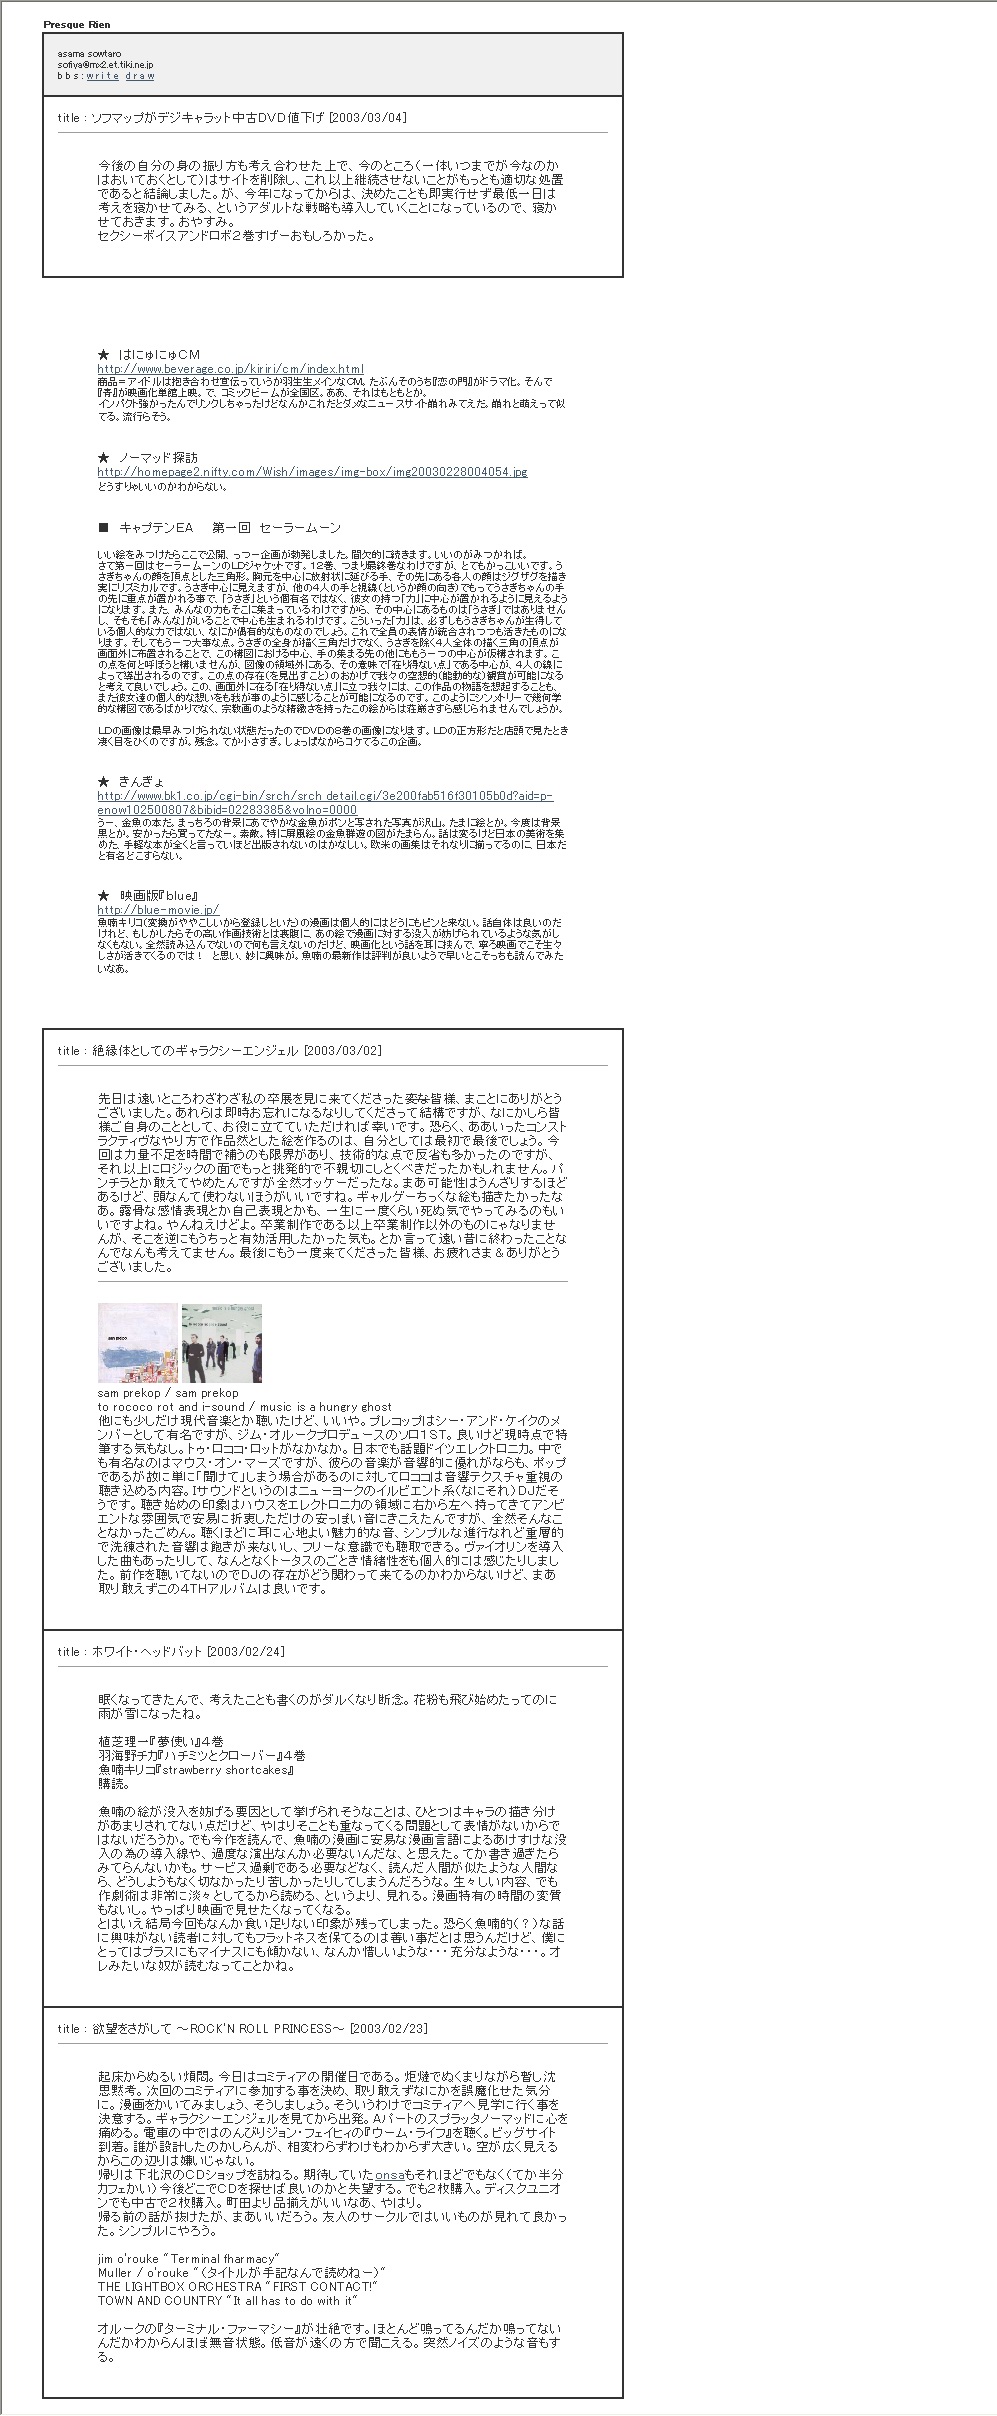 Presque Rien
asama sowtaro
sofiya@mx2.et.tiki.ne.jp
bbs:write draw
title : ソフマップがデジキャラット中古DVD値下げ [2003/03/04]
今後の自分の身の振り方も考え合わせた上で、今のところ(一体いつまでが今なのか
はおいておくとして)はサイトを削除し、これ以上継続させないことがもっとも適切な処置
であると結論しました。が、今年になってからは、決めたことも即実行せず最低一日は
考えを寝かせてみる、というアダルトな戦略も導入していくことになっているので、寝か
せておきます。おやすみ。
セクシーボイスアンドロボ2巻すげーおもしろかった。
★ はにゅにゅCM
http://www.beverage.co.jp/kiriri/cm/index.html
商品=アイドルは抱き合わせ宣伝っていうか羽生生メインなCM。たぶんそのうち『恋の門』がドラマ化。そんで
『青』が映画化単館上映。で、コミックビームが全国区。ああ、それはもともとか。
インパクト強かったんでリンクしちゃったけどなんかこれだとダメなニュースサイト崩れみてえだ。崩れと萌えって似
てる。流行らそう。
★ ノーマッド探訪
http://homepage2.nifty.com/Wish/images/img-box/img20030228004054.jpg
どうすりゃいいのかわからない。
■ キャプテンEA 第一回 セーラームーン
いい絵をみつけたらここで公開、っつー企画が勃発しました。間欠的に続きます。いいのがみつかれば。
さて第一回はセーラームーンのLDジャケットです。12巻、つまり最終巻なわけですが、とてもかっこいいです。う
さぎちゃんの顔を頂点とした三角形。胸元を中心に放射状に延びる手、その先にある各人の顔はジグザグを描き
実にリズミカルです。うさぎ中心に見えますが、他の4人の手と視線(というか顔の向き)でもってうさぎちゃんの手
の先に重点が置かれる事で、「うさぎ」という個有名ではなく、彼女の持つ「力」に中心が置かれるように見えるよう
になります。また、みんなの力もそこに集まっているわけですから、その中心にあるものは「うさぎ」ではありません
し、そもそも「みんな」がいることで中心も生まれるわけです。こういった「力」は、必ずしもうさぎちゃんが生得して
いる個人的な力ではない、なにか偶有的なものなのでしょう。これで全員の表情が統合されつつも活きたものにな
ります。そしてもう一つ大事な点。うさぎの全身が描く三角だけでなく、うさぎを除く4人全体の描く三角の頂点が
画面外に布置されることで、この構図における中心、手の集まる先の他にももう一つの中心が仮構されます。こ
の点を何と呼ぼうと構いませんが、図像の領域外にある、その意味で「在り得ない点」である中心が、4人の線に
よって導出されるのです。この点の存在(を見出すこと)のおかげで我々の空想的(能動的な)観賞が可能になる
と考えて良いでしょう。この、画面外に在る「在り得ない点」に立つ我々には、この作品の物語を想起することも、
また彼女達の個人的な想いをも我が事のように感じることが可能になるのです。このようにシンメトリーで幾何学
的な構図であるばかりでなく、宗教画のような精緻さを持ったこの絵からは荘厳さすら感じられませんでしょうか。
LDの画像は最早みつけられない状態だったのでDVDの8巻の画像になります。LDの正方形だと店頭で見たとき
凄く目をひくのですが。残念。てか小さすぎ。しょっぱなからコケてるこの企画。
★ きんぎょ
http://www.bk1.co.jp/cgi-bin/srch/srch_detail.cgi/3e200fab516f30105b0d?aid=p-
enow102500807&bibid=02283385&volno=0000
うー、金魚の本だ。まっちろの背景にあでやかな金魚がポンと写された写真が沢山。たまに絵とか。今度は背景
黒とか。安かったら買ってたなー。素敵。特に屏風絵の金魚群遊の図がたまらん。話は変るけど日本の美術を集
めた、手軽な本が全くと言っていいほど出版されないのはかなしい。欧米の画集はそれなりに揃ってるのに、日本だ
と有名どこすらない。
★ 映画版『blue』
http://blue-movie.jp/
魚喃キリコ(変換がややこしいから登録しといた)の漫画は個人的にはどうにもピンと来ない。話自体は良いのだ
けれど、もしかしたらその高い作画技術とは裏腹に、あの絵で漫画に対する没入が妨げられているような気がし
なくもない。全然読み込んでないので何も言えないのだけど、映画化という話を耳に挟んで、寧ろ映画でこそ生々
しさが活きてくるのでは! と思い、妙に興味が。魚喃の最新作は評判が良いようで早いとこそっちも読んでみた
いなあ。
title : 絶縁体としてのギャラクシーエンジェル [2003/03/02]
先日は遠いところわざわざ私の卒展を見に来てくださった姿な皆様、まことにありがとう
ございました。あれらは即時お忘れになるなりしてくださって結構ですが、なにかしら皆
様ご自身のこととして、お役に立てていただければ幸いです。恐らく、ああいったコンスト
ラクティヴなやり方で作品然とした絵を作るのは、自分としては最初で最後でしょう。今
回は力量不足を時間で補うのも限界があり、技術的な点で反省も多かったのですが、
それ以上にロジックの面でもっと挑発的で不親切にしとくべきだったかもしれません。パ
ンチラとか敢えてやめたんですが全然オッケーだったな。まあ可能性はうんざりするほど
あるけど、頭なんて使わないほうがいいですね。ギャルゲーちっくな絵も描きたかったな
あ。露骨な感情表現とか自己表現とかも、一生に一度くらい死ぬ気でやってみるのもい
いですよね。やんねえけどよ。卒業制作である以上卒業制作以外のものにゃなりませ
んが、そこを逆にもうちっと有効活用したかった気も。とか言って遠い昔に終わったことな
んでなんも考えてません。最後にもう一度来てくださった皆様、お疲れさま&ありがとう
ございました。
sam prekop / sam prekop
to rococo rot and i-sound / music is a hungry ghost
他にも少しだけ現代音楽とか聴いたけど、いいや。プレコップはシー・アンド・ケイクのメ
ンバーとして有名ですが、ジム・オルークプロデュースのソロ1ST。良いけど現時点で特
筆する気もなし。トゥ・ロココ・ロットがなかなか。日本でも話題ドイツエレクトロニカ。中で
も有名なのはマウス・オン・マーズですが、彼らの音楽が音響的に優れがならも、ポップ
であるが故に単に「聞けて」しまう場合があるのに対してロココは音響テクスチャ重視の
聴き込める内容。Iサウンドというのはニューヨークのイルビエント系(なにそれ)DJだそ
うです。聴き始めの印象はハウスをエレクトロニカの領域に右から左へ持ってきてアンビ
エントな雰囲気で安易に折衷しただけの安っぽい音にきこえたんですが、全然そんなこ
となかったごめん。聴くほどに耳に心地よい魅力的な音、シンプルな進行なれど重層的
で洗練された音響は飽きが来ないし、フリーな意識でも聴取できる。ヴァイオリンを導入
した曲もあったりして、なんとなくトータスのごとき情緒性をも個人的には感じたりしまし
た。前作を聴いてないのでDJの存在がどう関わって来てるのかわからないけど、まあ
取り敢えずこの4THアルバムは良いです。
title : ホワイト・ヘッドバット [2003/02/24]
眠くなってきたんで、考えたことも書くのがダルくなり断念。花粉も飛び始めたってのに
雨が雪になったね。
植芝理一『夢使い』4巻
羽海野チカ『ハチミツとクローバー』4巻
魚喃キリコ『strawberry shortcakes』
購読。
魚喃の絵が没入を妨げる要因として挙げられそうなことは、ひとつはキャラの描き分け
があまりされてない点だけど、やはりそことも重なってくる問題として表情がないからで
はないだろうか。でも今作を読んで、魚喃の漫画に安易な漫画言語によるあけすけな没
入の為の導入線や、過度な演出なんか必要ないんだな、と思えた。てか書き過ぎたら
みてらんないかも。サービス過剰である必要などなく、読んだ人間が似たような人間な
ら、どうしようもなく切なかったり苦しかったりしてしまうんだろうな。生々しい内容、でも
作劇術は非常に淡々としてるから読める、というより、見れる。漫画特有の時間の変質
もないし。やっぱり映画で見せたくなってくなる。
とはいえ結局今回もなんか食い足りない印象が残ってしまった。恐らく魚喃的(?)な話
に興味がない読者に対してもフラットネスを保てるのは善い事だとは思うんだけど、僕に
とってはプラスにもマイナスにも傾かない、なんか惜しいような・・・充分なような・・・。オ
レみたいな奴が読むなってことかね。
title : 欲望をさがして ～ROCK'N ROLL PRINCESS～ [2003/02/23]
起床からぬるい煩悶。今日はコミティアの開催日である。炬燵でぬくまりながら暫し沈
思黙考。次回のコミティアに参加する事を決め、取り敢えずなにかを誤魔化せた気分
に。漫画をかいてみましょう、そうしましょう。そういうわけでコミティアへ見学に行く事を
決意する。ギャラクシーエンジェルを見てから出発。Aパートのスプラッタノーマッドに心を
痛める。電車の中ではのんびりジョン・フェイヒィの『ウーム・ライフ』を聴く。ビッグサイト
到着。誰が設計したのかしらんが、相変わらずわけもわからず大きい。空が広く見える
からこの辺りは嫌いじゃない。
帰りは下北沢のCDショップを訪ねる。期待していたonsaもそれほどでもなく(てか半分
カフェかい)今後どこでCDを探せば良いのかと失望する。でも2枚購入。ディスクユニオ
ンでも中古で2枚購入。町田より品揃えがいいなあ、やはり。
帰る前の話が抜けたが、まあいいだろう。友人のサークルではいいものが見れて良かっ
た。シンプルにやろう。
jim o'rouke "Terminal fharmacy"
Muller / o'rouke "(タイトルが手記なんで読めねー)"
THE LIGHTBOX ORCHESTRA "FIRST CONTACT!"
TOWN AND COUNTRY "It all has to do with it"
オルークの『ターミナル・ファーマシー』が壮絶です。ほとんど鳴ってるんだか鳴ってない
んだかわからんほぼ無音状態。低音が遠くの方で聞こえる。突然ノイズのような音もす
る。